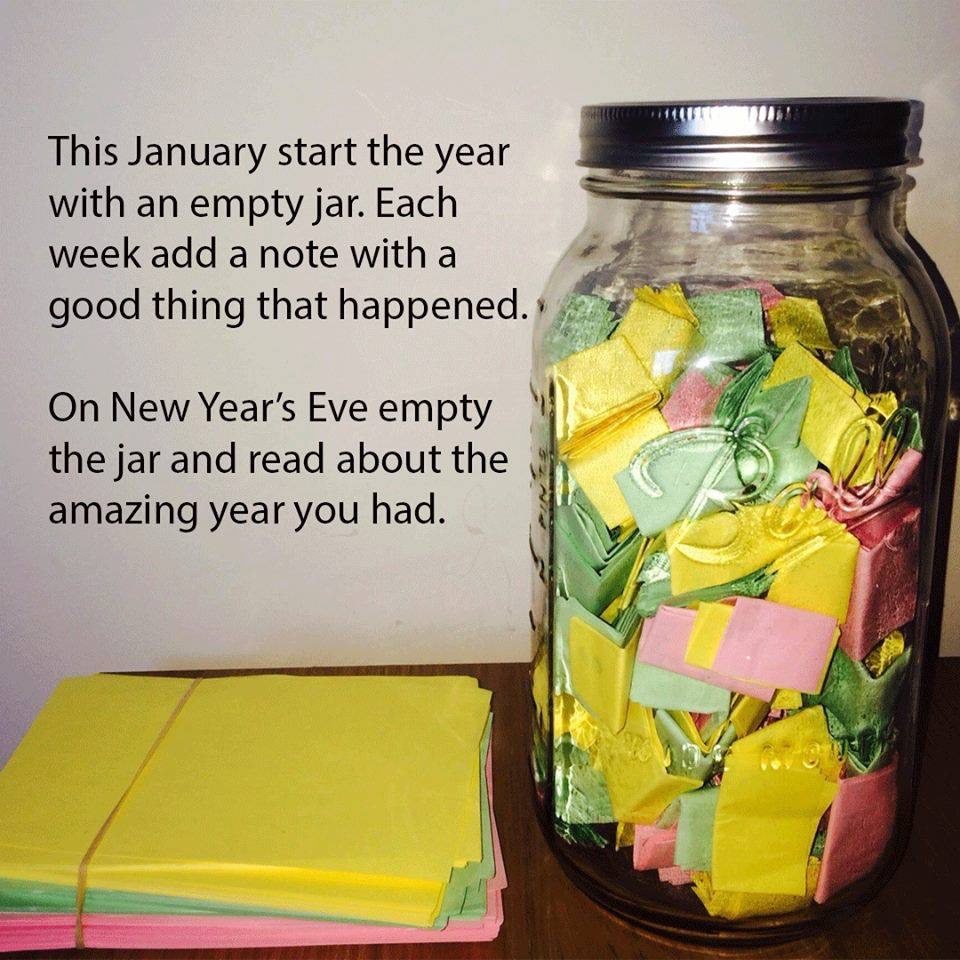 This January start the year
with an empty jar. Each
week add a note with a
good thing that happened.
On New Year's Eve empty
the jar and read about the
amazing year you had.